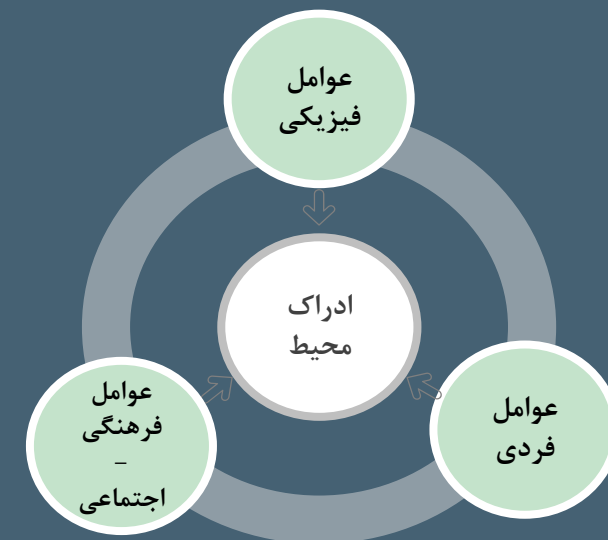 عوامل
فیزیکی
ادراک
محیط
عوامل
فردی
عوامل
فرهنگی
–
اجتماعی